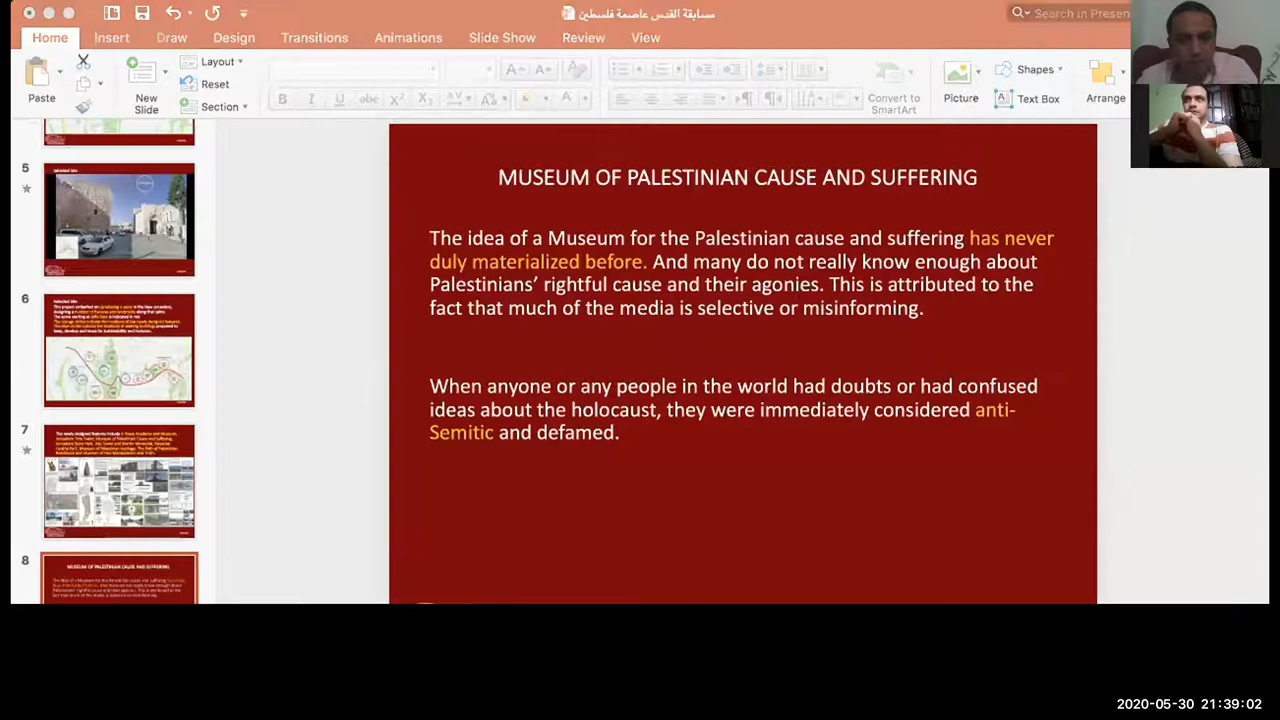 مسابقة القدس عاصمة فلسطين
Search in Presen
Home Insert Draw Design Transitions Animations Slide Show Review View
Paste
New Slide
Layout
Reset
Section
Convert to SmartArt
Picture
Shapes
Text Box
Arrange
5
6
7
8
MUSEUM OF PALESTINIAN CAUSE AND SUFFERING
The idea of a Museum for the Palestinian cause and suffering has never
duly materialized before. And many do not really know enough about
Palestinians’ rightful cause and their agonies. This is attributed to the
fact that much of the media is selective or misinforming.
When anyone or any people in the world had doubts or had confused
ideas about the holocaust, they were immediately considered anti-
Semitic and defamed.
2020-05-30 21:39:02